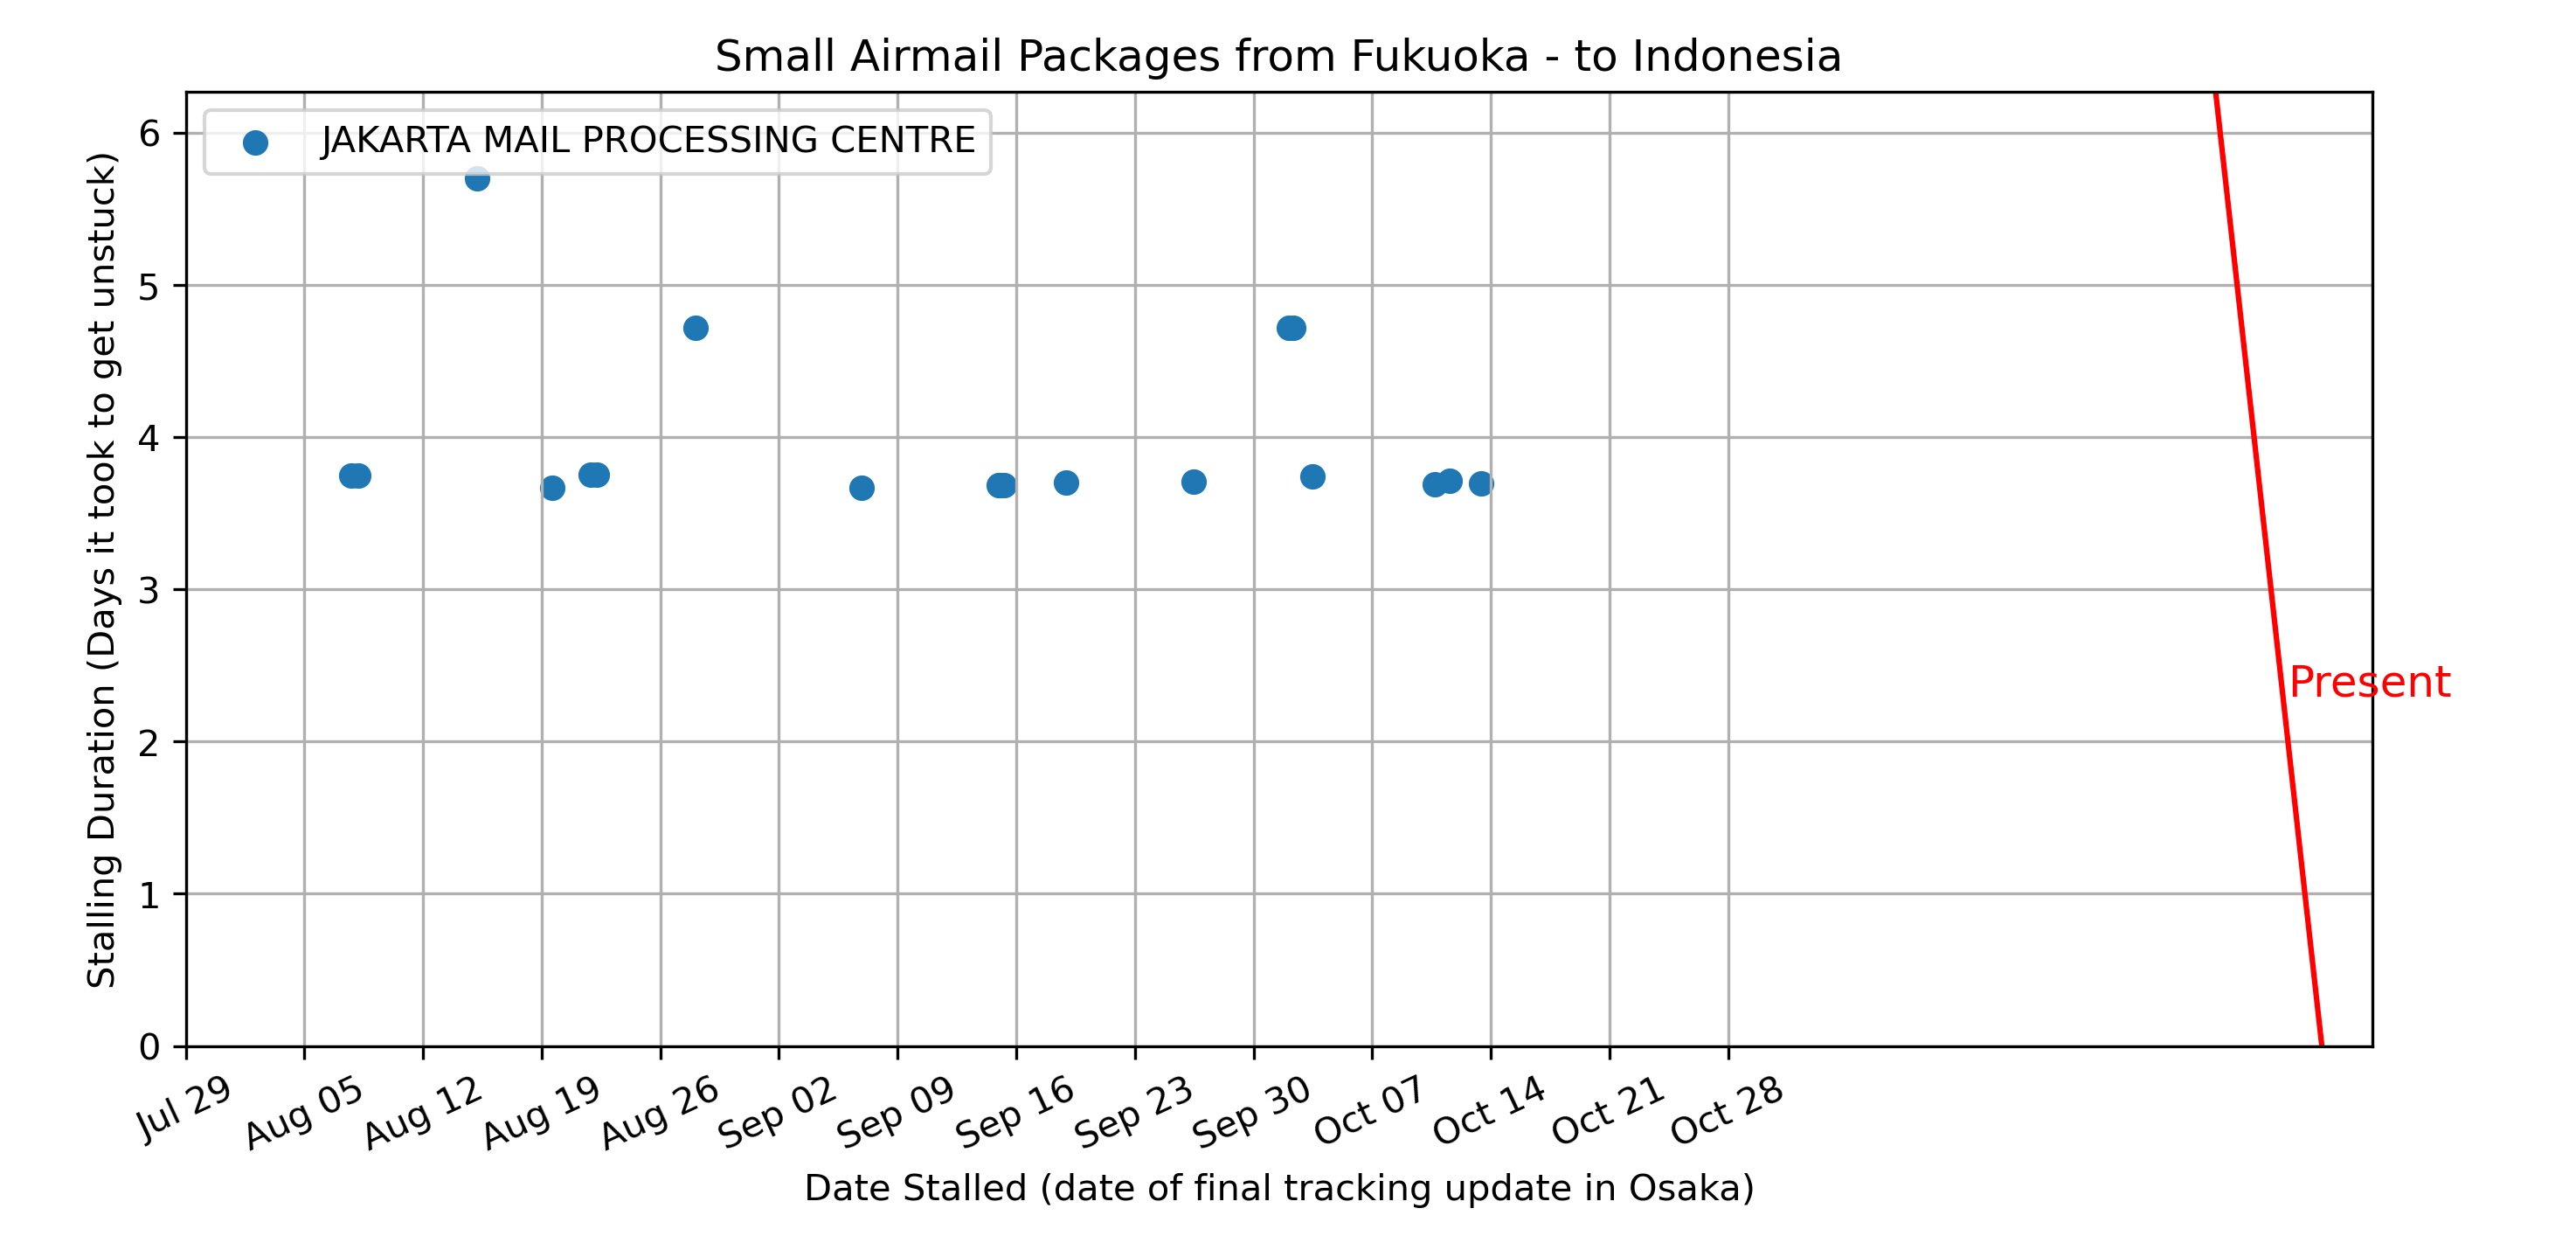 Small Airmail Packages from Fukuoka - to Indonesia
JAKARTA MAIL PROCESSING CENTRE
Stalling Duration (Days it took to get unstuck)
6
5
4
3
2
1
0
Present
Jul 29
Aug 05
Aug 12
Aug 19
Aug 26
Sep 02
Sep 09
Sep 16
Sep 23
Sep 30
Oct 07
Oct 14
Oct 21
Oct 28
Date Stalled (date of final tracking update in Osaka)